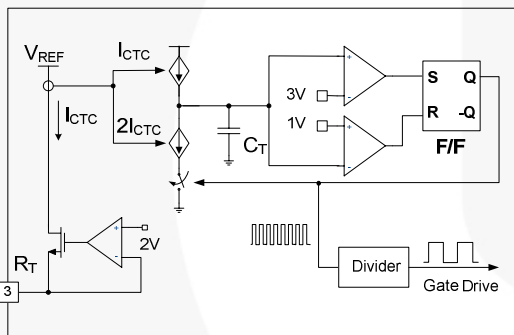 VREF
ICTC
ICTC
2ICTC
CT
3V
1V
S Q
R -Q
F/F
+
-
+
-
+
-
2V
RT
3
Divider
Gate Drive